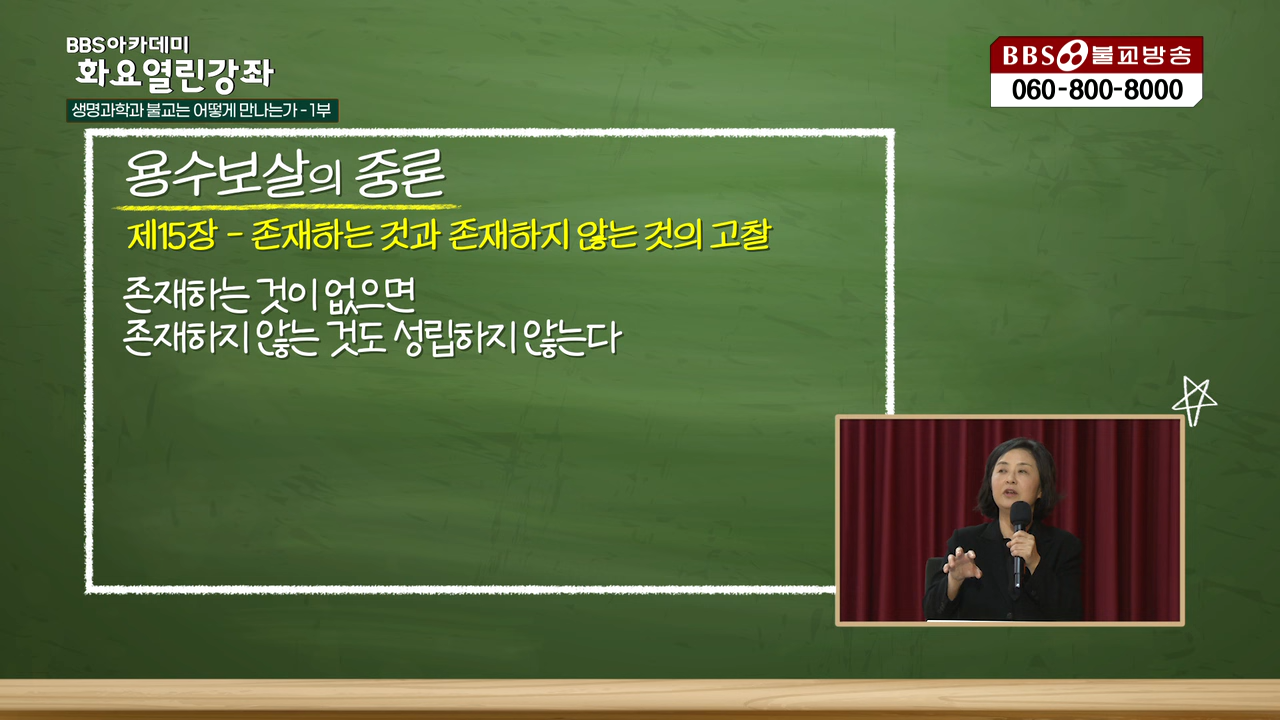 BBS아카데미
화요열린강좌
생명과학과 불교는 어떻게 만나는가 - 1부
BBS 불교방송
060-800-8000
용수보살의 중론
제15장 - 존재하는 것과 존재하지 않는 것의 고찰
존재하는 것이 없으면
존재하지 않는 것도 성립하지 않는다